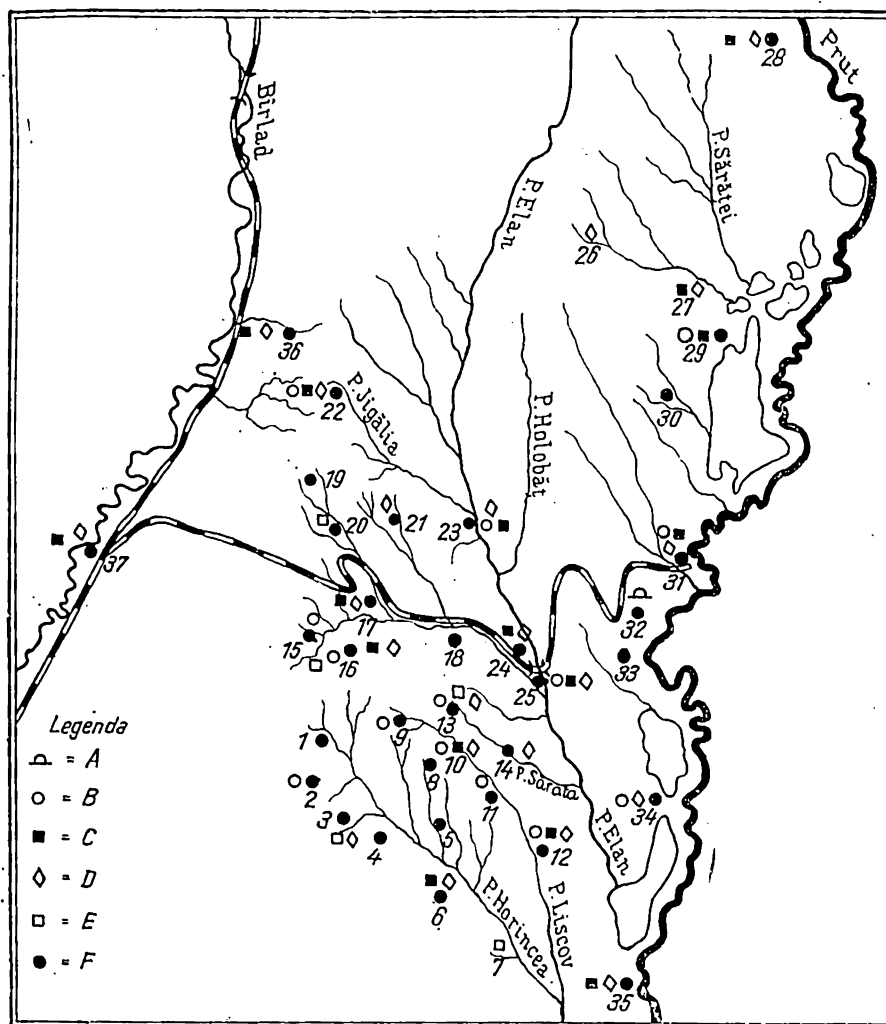 28
Prut
Bîrlad
P.Sărăței
P.Elan
26
27
36
29
P.Jigălia
22
P.Holobăț
30
19
20
21
23
37
31
32
17
15
16
18
24
33
25
Legenda
= A
= B
= C
= D
= E
= F
1
9
13
10
14
P.Sărata
2
8
11
34
3
4
5
12
P.Elan
6
P.Horincea
P.Liscov
7
35